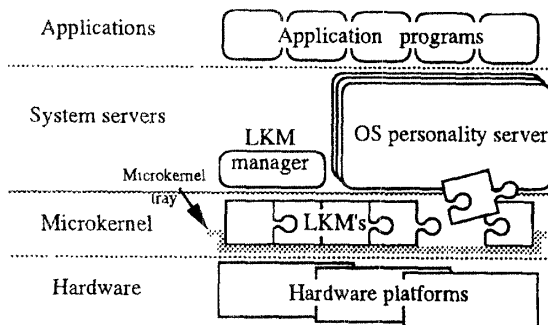 Applications
Application programs
System servers
OS personality server
LKM
manager
Microkernel
tray
Microkernel
LKM's
Hardware
Hardware platforms